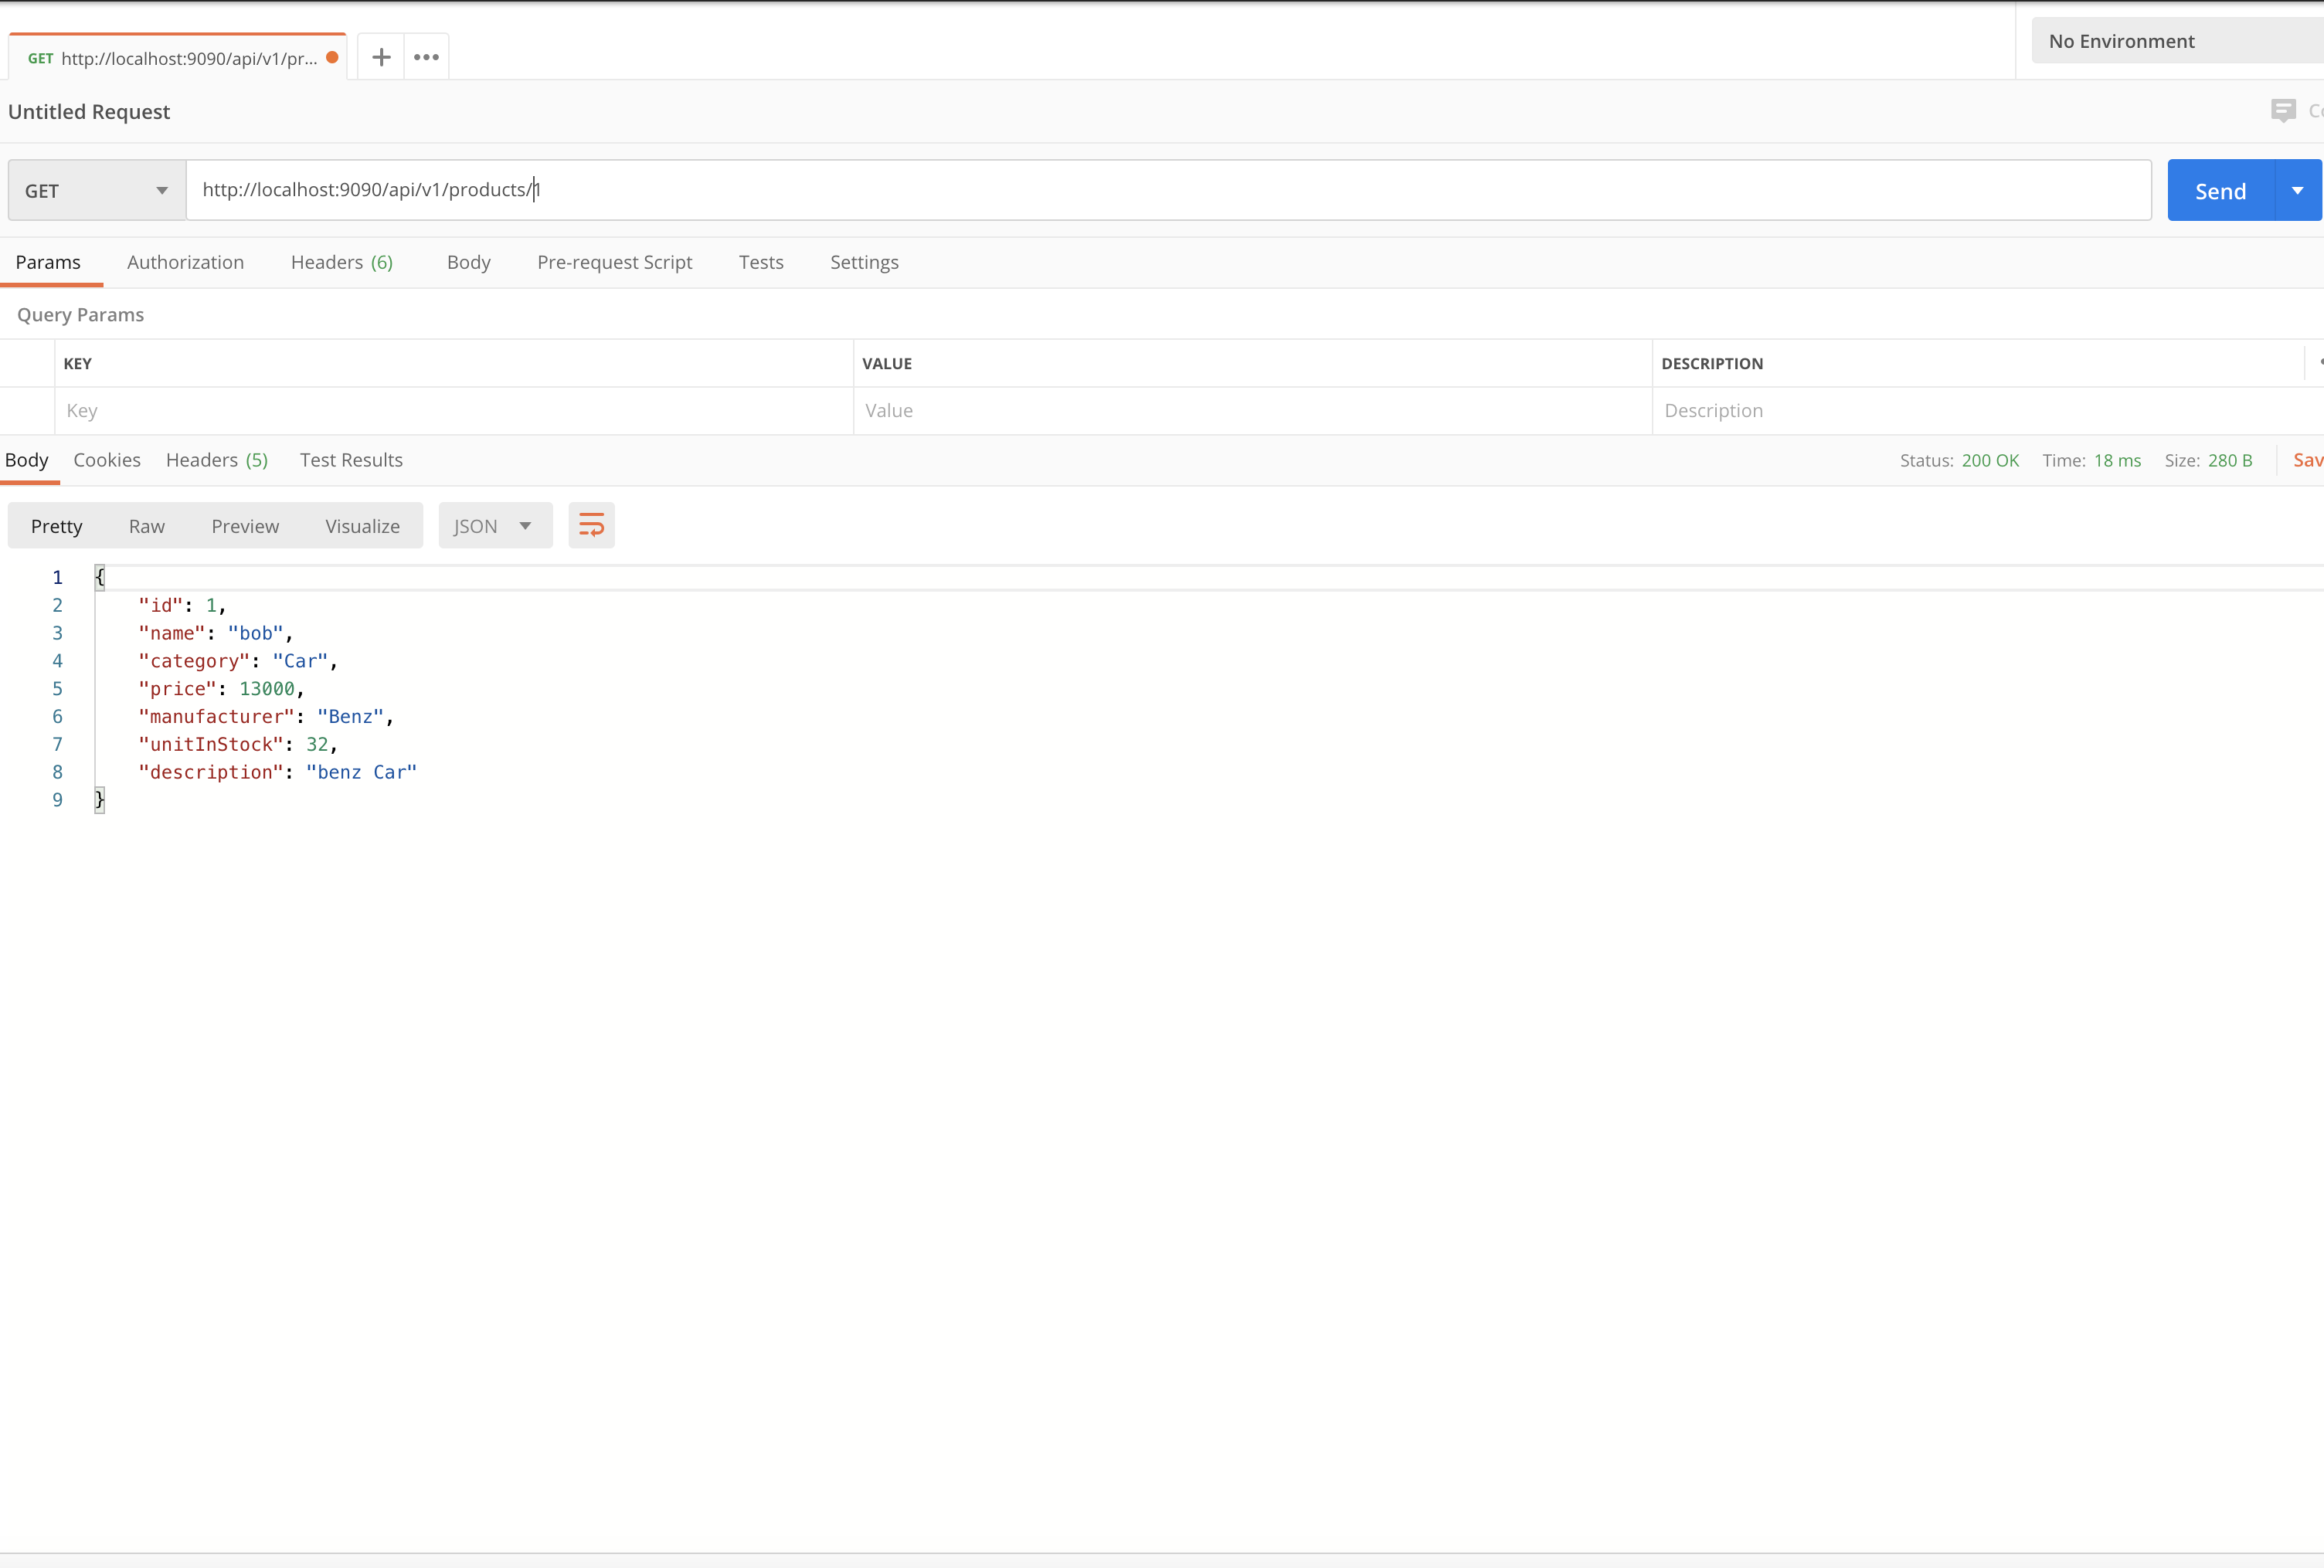 GET http://localhost:9090/api/v1/pr...
No Environment
Untitled Request
GET http://localhost:9090/api/v1/products/1 Send
Params Authorization Headers (6) Body Pre-request Script Tests Settings
Query Params
KEY VALUE DESCRIPTION
Key Value Description
Body Cookies Headers (5) Test Results Status: 200 OK Time: 18 ms Size: 280 B
Pretty Raw Preview Visualize JSON
1 {
2 "id": 1,
3 "name": "bob",
4 "category": "Car",
5 "price": 13000,
6 "manufacturer": "Benz",
7 "unitInStock": 32,
8 "description": "benz Car"
9 }